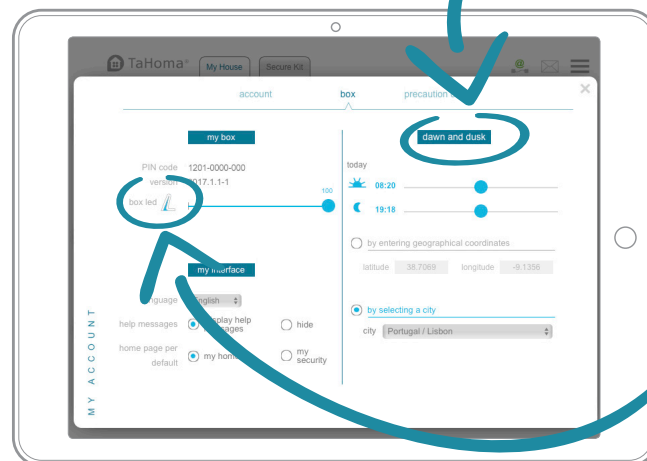 TaHoma®
My House
Secure Kit
account
box
precaution
my box
dawn and dusk
PIN code 1201-0000-000
version 2017.1.1-1
box led
100
today
08:20
19:18
by entering geographical coordinates
latitude 38.7069 longitude -9.1356
my interface
language English
help messages display help messages hide
home page per default my home my security
by selecting a city
city Portugal / Lisbon
MY ACCOUNT